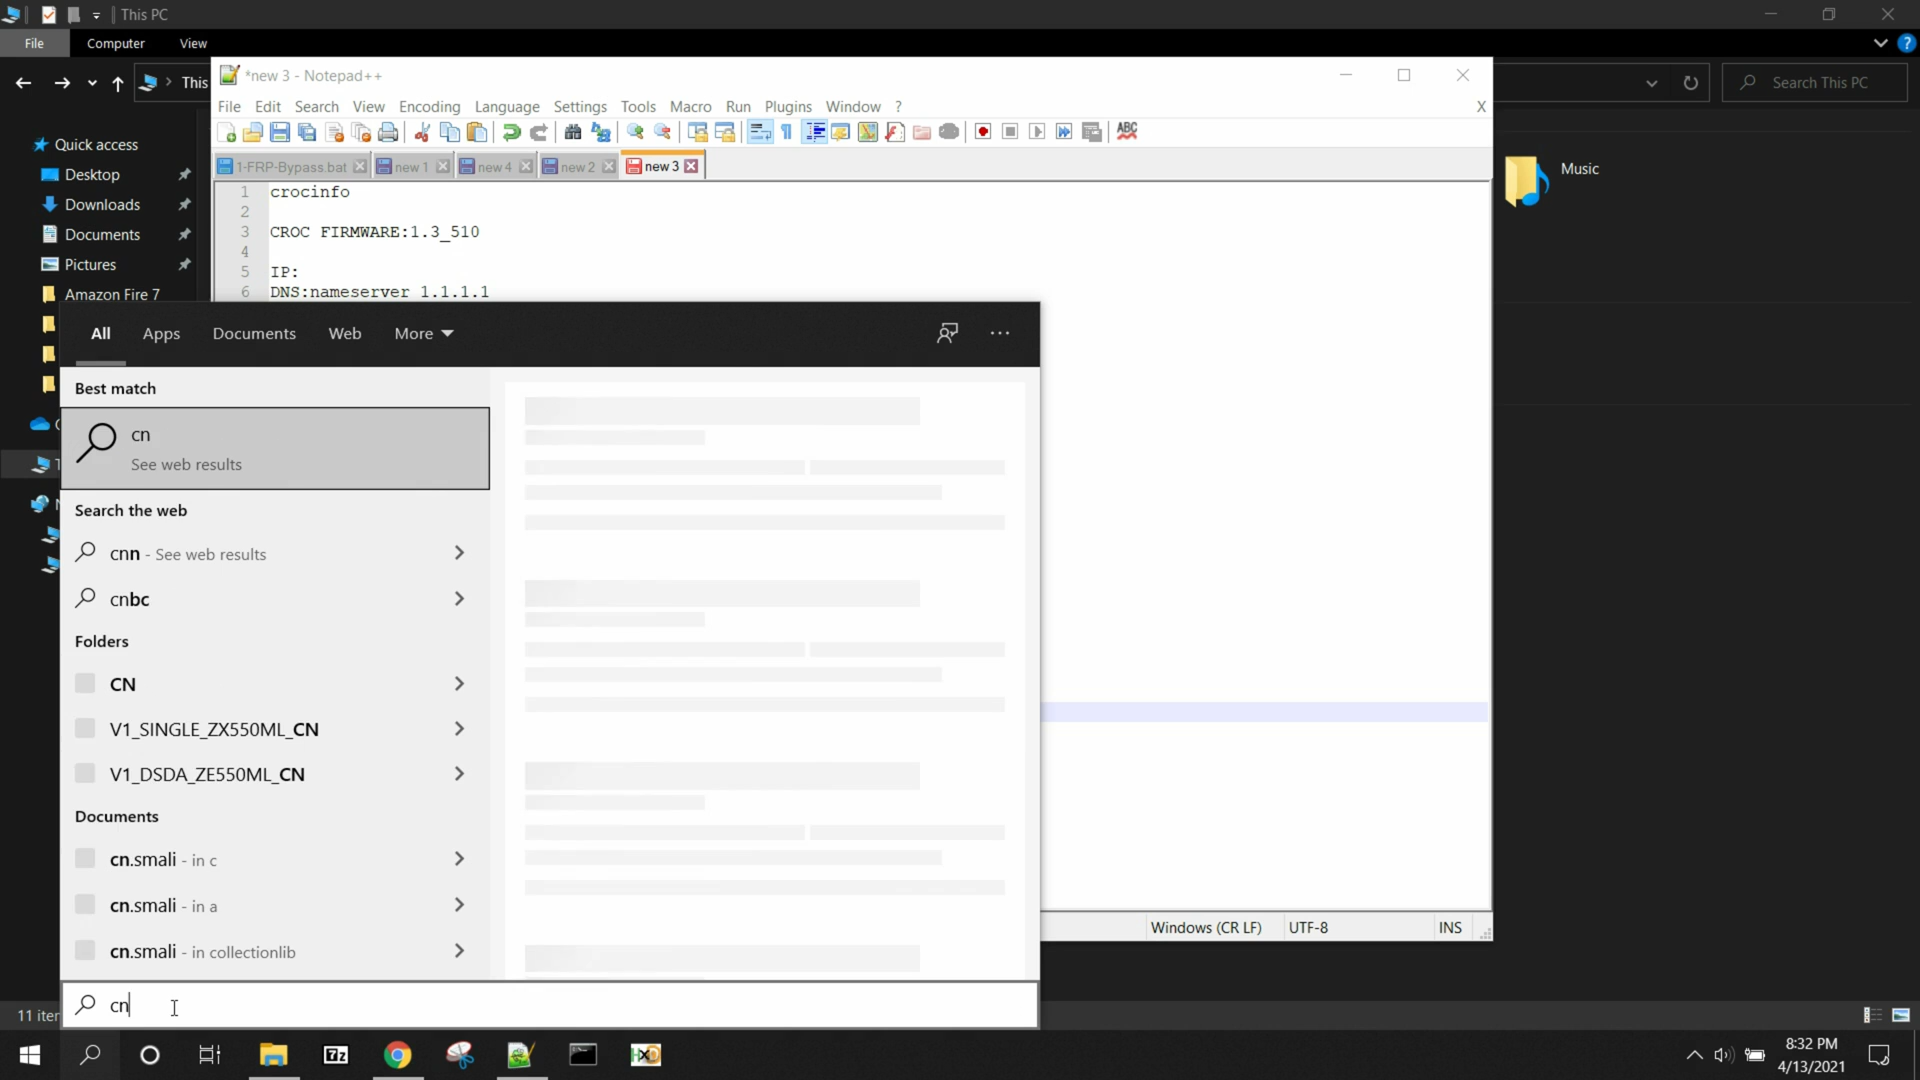 This PC
File
Computer
View
This
Search This PC
*new 3 - Notepad++
File Edit Search View Encoding Language Settings Tools Macro Run Plugins Window ? X
1-FRP-Bypass.bat
new 1
new 4
new 2
new 3
1 crocinfo
2
3 CROC FIRMWARE:1.3_510
4
5 IP:
6 DNS:nameserver 1.1.1.1
Quick access
Desktop
Downloads
Documents
Pictures
Amazon Fire 7
Music
All
Apps
Documents
Web
More
Best match
cn
See web results
Search the web
cnn - See web results
cnbc
Folders
CN
V1_SINGLE_ZX550ML_CN
V1_DSDA_ZE550ML_CN
Documents
cn.smali - in c
cn.smali - in a
cn.smali - in collectionlib
cn
Windows (CR LF)
UTF-8
INS
11
7z
HXD
ABC
8:32 PM
4/13/2021